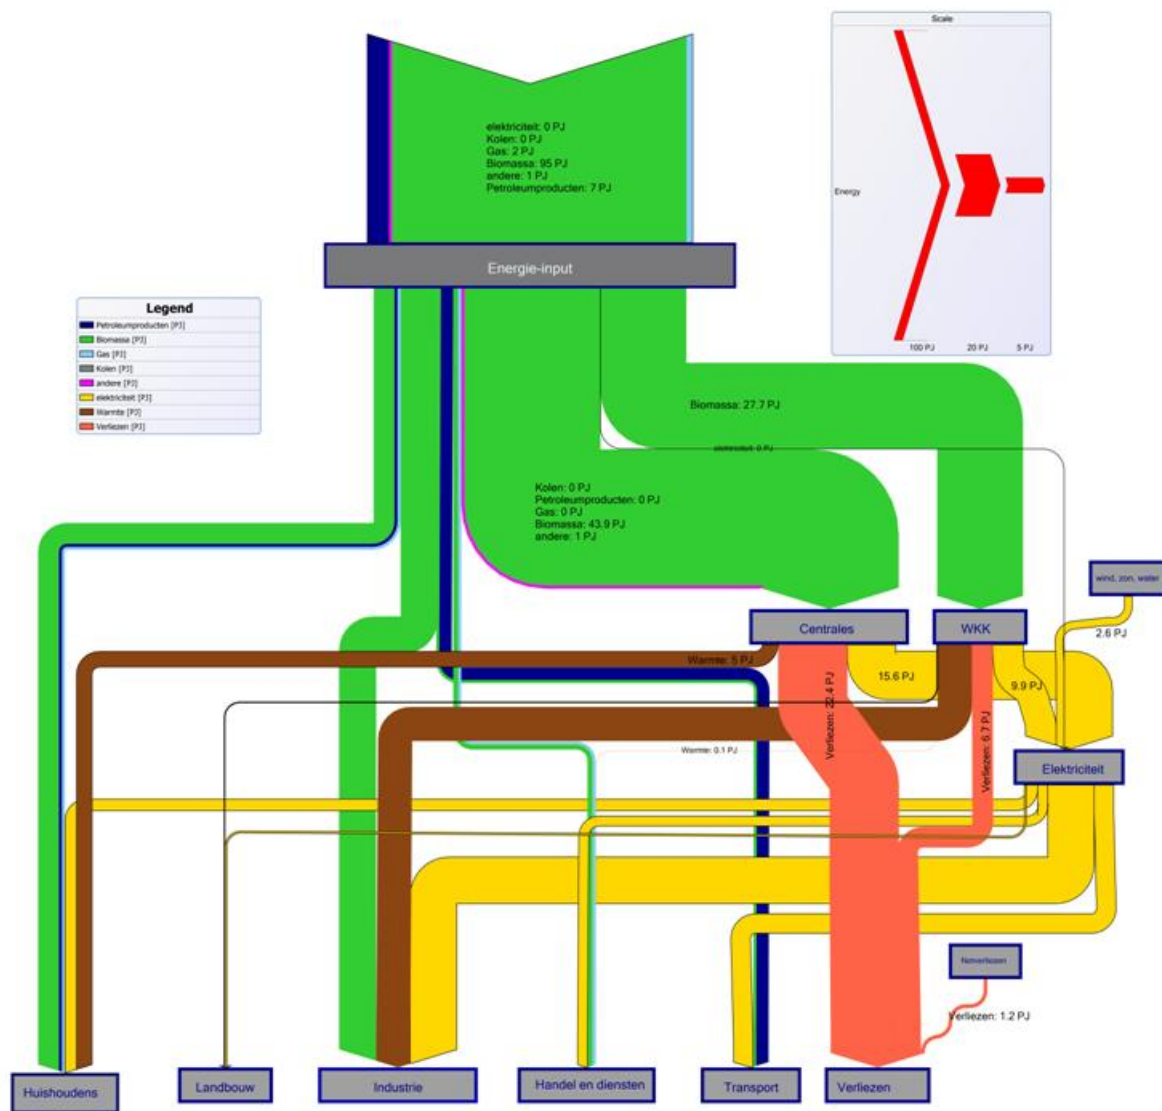 Scale
elektriciteit: 0 PJ
Kolen: 0 PJ
Gas: 2 PJ
Biomassa: 95 PJ
andere: 1 PJ
Petroleumproducten: 7 PJ
Energy
100 PJ 20 PJ 5 PJ
Energie-input
Legend
Petroleumproducten [PJ]
Biomassa [PJ]
Gas [PJ]
Kolen [PJ]
andere [PJ]
elektriciteit [PJ]
Warmte [PJ]
Verliezen [PJ]
Biomassa: 27.7 PJ
elektriciteit: 0 PJ
Kolen: 0 PJ
Petroleumproducten: 0 PJ
Gas: 0 PJ
Biomassa: 43.9 PJ
andere: 1 PJ
wind, zon, water
Centrales
WKK
2.6 PJ
Warmte: 5 PJ
15.6 PJ
9.9 PJ
Verliezen: 22.4 PJ
Verliezen: 6.7 PJ
Warmte: 0.1 PJ
Elektriciteit
Netverliezen
Verliezen: 1.2 PJ
Huishoudens
Landbouw
Industrie
Handel en diensten
Transport
Verliezen